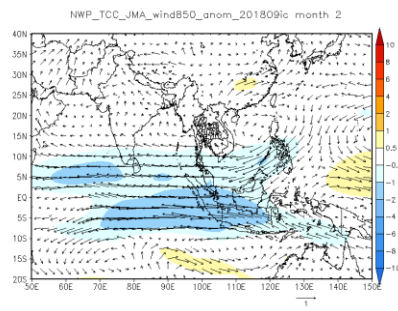 NWP_TCC_JMA_wind850_anom_201809ic month 2
40N
35N
30N
25N
20N
15N
10N
5N
EQ
5S
10S
15S
20S
50E 60E 70E 80E 90E 100E 110E 120E 130E 140E 150E
10
8
6
4
2
0.5
-0.
-1
-2
-4
-6
-8
-10
1